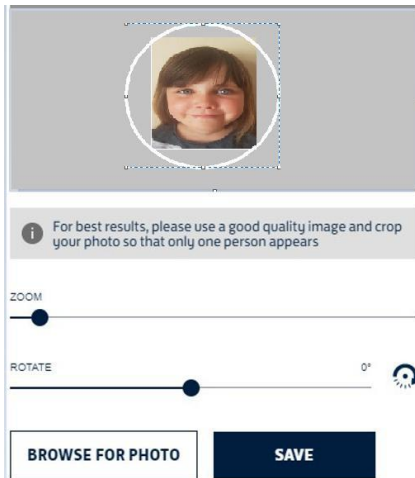 For best results, please use a good quality image and crop
your photo so that only one person appears
ZOOM
ROTATE 0°
BROWSE FOR PHOTO SAVE